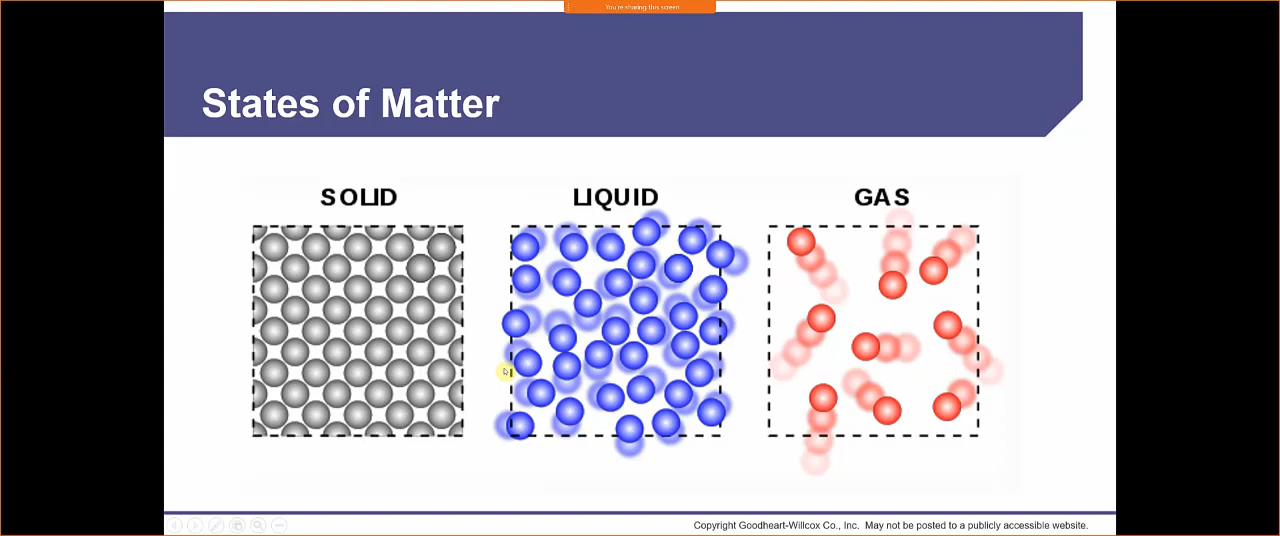 You're sharing this screen
States of Matter
SOLID LIQUID GAS
Copyright Goodheart-Willcox Co., Inc. May not be posted to a publicly accessible website.